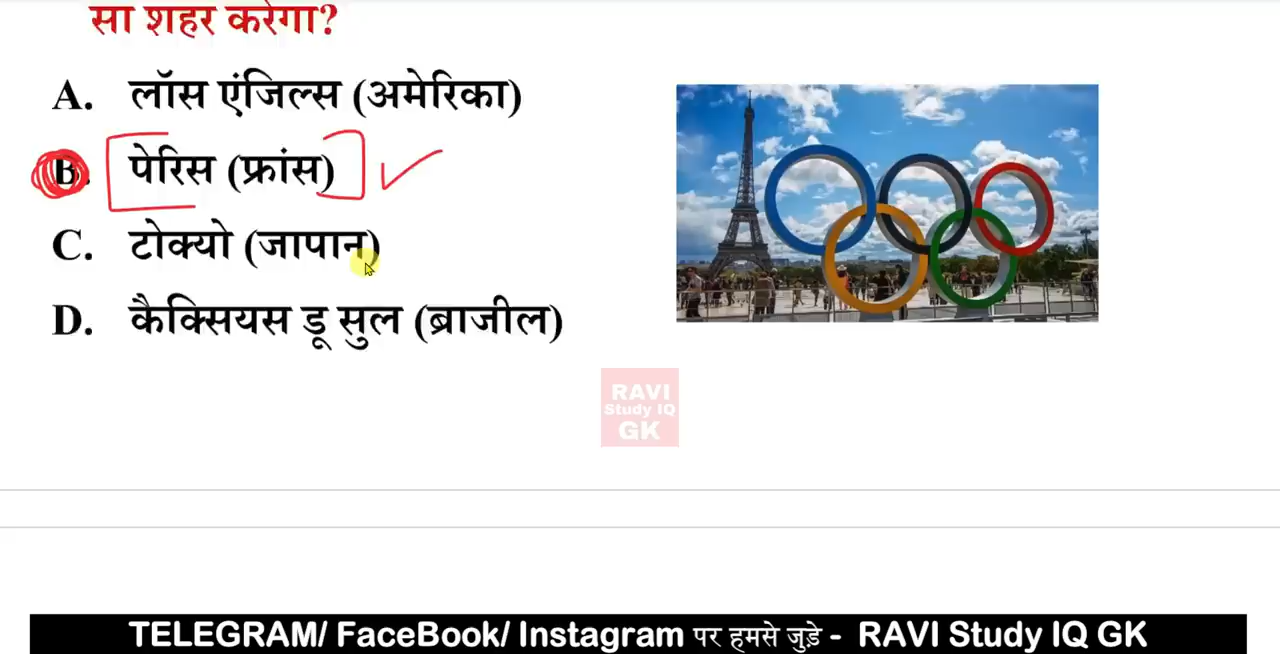 सा शहर करेगा?
A. लॉस एंजिल्स (अमेरिका)
B. पेरिस (फ्रांस)
C. टोक्यो (जापान)
D. कैक्सियस डू सुल (ब्राजील)
RAVI
Study IQ
GK
TELEGRAM/ FaceBook/ Instagram पर हमसे जुड़े - RAVI Study IQ GK